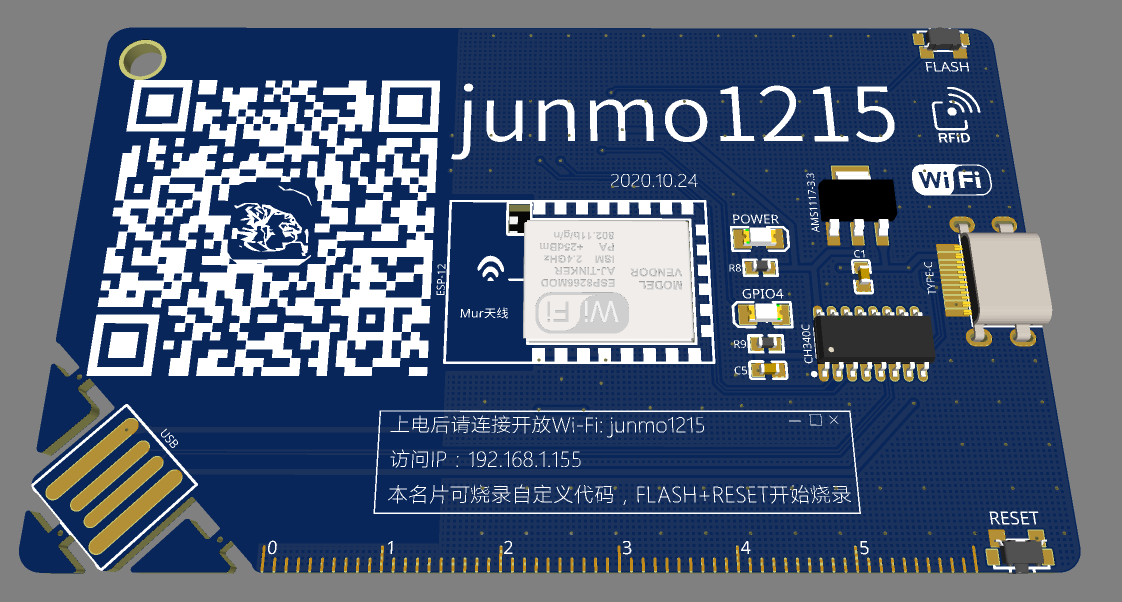 FLASH
junmo1215
RFiD
2020.10.24
WiFi
AMS1117-3.3
POWER
R8
C1
TYPE-C
ESP-12
Mur天线
MODEL
VENDOR
ESP8266MOD
AJ-TINKER
ISM 2.4GHz
PA +25dBm
802.11b/g/n
WiFi
GPIO4
R9
CH340C
C5
USB
上电后请连接开放Wi-Fi: junmo1215
访问IP：192.168.1.155
本名片可烧录自定义代码，FLASH+RESET开始烧录
RESET
0 1 2 3 4 5